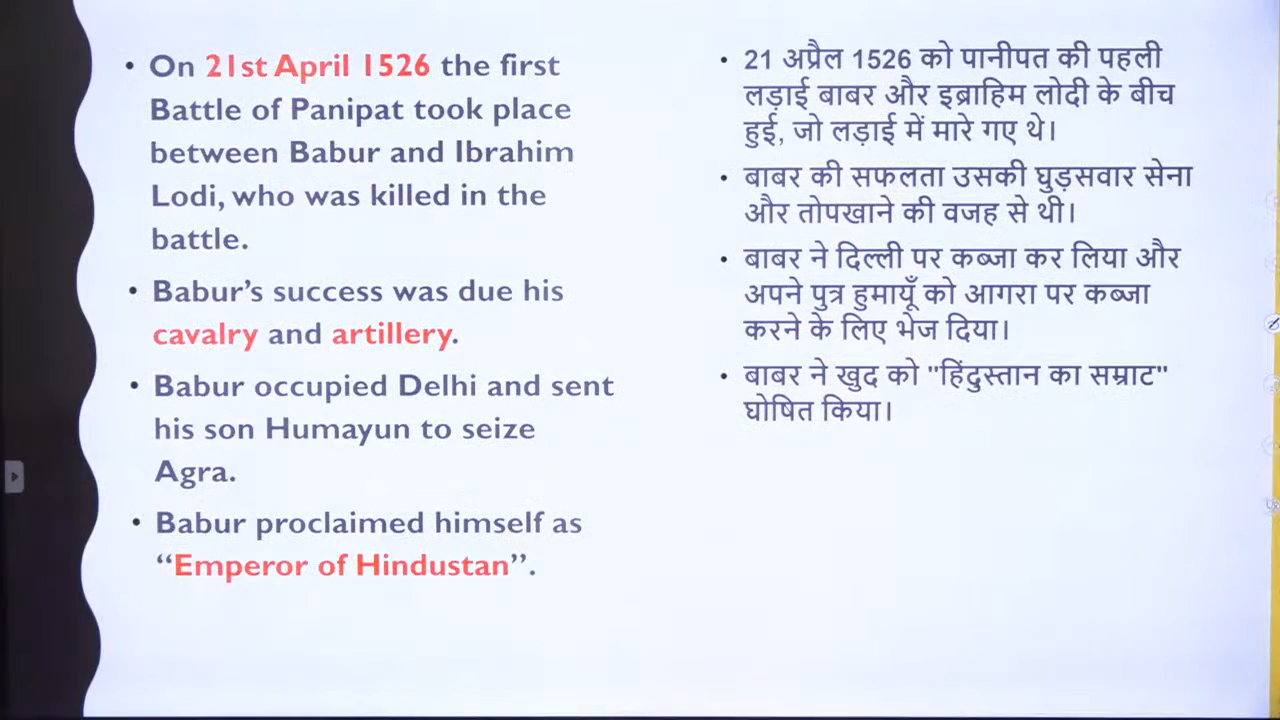 • On 21st April 1526 the first
Battle of Panipat took place
between Babur and Ibrahim
Lodi, who was killed in the
battle.
• Babur’s success was due his
cavalry and artillery.
• Babur occupied Delhi and sent
his son Humayun to seize
Agra.
• Babur proclaimed himself as
“Emperor of Hindustan”.
• 21 अप्रैल 1526 को पानीपत की पहली
लड़ाई बाबर और इब्राहिम लोदी के बीच
हुई, जो लड़ाई में मारे गए थे।
• बाबर की सफलता उसकी घुड़सवार सेना
और तोपखाने की वजह से थी।
• बाबर ने दिल्ली पर कब्जा कर लिया और
अपने पुत्र हुमायूँ को आगरा पर कब्जा
करने के लिए भेज दिया।
• बाबर ने खुद को "हिंदुस्तान का सम्राट"
घोषित किया।